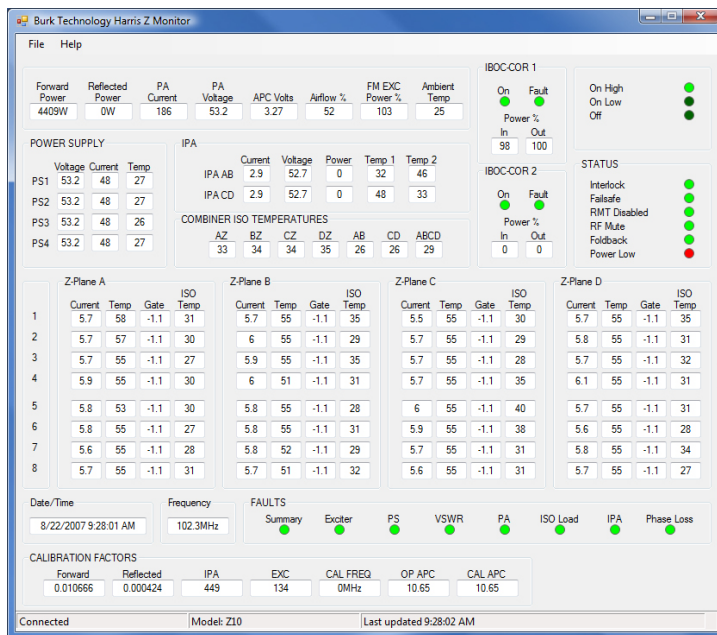 Burk Technology Harris Z Monitor
File Help
Forward Power Reflected Power PA Current PA Voltage APC Volts Airflow % FM EXC Power % Ambient Temp
4409W 0W 186 53.2 3.27 52 103 25
IBOC-COR 1
On Fault
Power %
In Out
98 100
On High
On Low
Off
POWER SUPPLY
Voltage Current Temp
PS1 53.2 48 27
PS2 53.2 48 27
PS3 53.2 48 26
PS4 53.2 48 27
IPA
Current Voltage Power Temp 1 Temp 2
IPA AB 2.9 52.7 0 32 46
IPA CD 2.9 52.7 0 48 33
COMBINER ISO TEMPERATURES
AZ BZ CZ DZ AB CD ABCD
33 34 34 35 26 26 29
IBOC-COR 2
On Fault
Power %
In Out
0 0
STATUS
Interlock
Failsafe
RMT Disabled
RF Mute
Foldback
Power Low
Z-Plane A Z-Plane B Z-Plane C Z-Plane D
Current Temp Gate ISO Temp Current Temp Gate ISO Temp Current Temp Gate ISO Temp Current Temp Gate ISO Temp
1 5.7 58 -1.1 31 5.7 55 -1.1 35 5.5 55 -1.1 30 5.7 55 -1.1 35
2 5.7 57 -1.1 30 6 55 -1.1 29 5.7 55 -1.1 29 5.8 55 -1.1 31
3 5.7 55 -1.1 27 5.9 55 -1.1 35 5.7 55 -1.1 28 5.7 55 -1.1 32
4 5.9 55 -1.1 30 6 51 -1.1 31 5.7 55 -1.1 35 6.1 55 -1.1 31
5 5.8 53 -1.1 30 5.8 55 -1.1 28 6 55 -1.1 40 5.7 55 -1.1 31
6 5.8 55 -1.1 27 5.8 55 -1.1 31 5.9 55 -1.1 38 5.6 55 -1.1 28
7 5.6 55 -1.1 28 5.8 52 -1.1 29 5.7 55 -1.1 31 5.8 55 -1.1 34
8 5.7 55 -1.1 31 5.7 51 -1.1 32 5.6 55 -1.1 31 5.7 55 -1.1 27
Date/Time
8/22/2007 9:28:01 AM
Frequency
102.3MHz
FAULTS
Summary Exciter PS VSWR PA ISO Load IPA Phase Loss
CALIBRATION FACTORS
Forward Reflected IPA EXC CAL FREQ OP APC CAL APC
0.010666 0.000424 449 134 0MHz 10.65 10.65
Connected Model: Z10 Last updated 9:28:02 AM